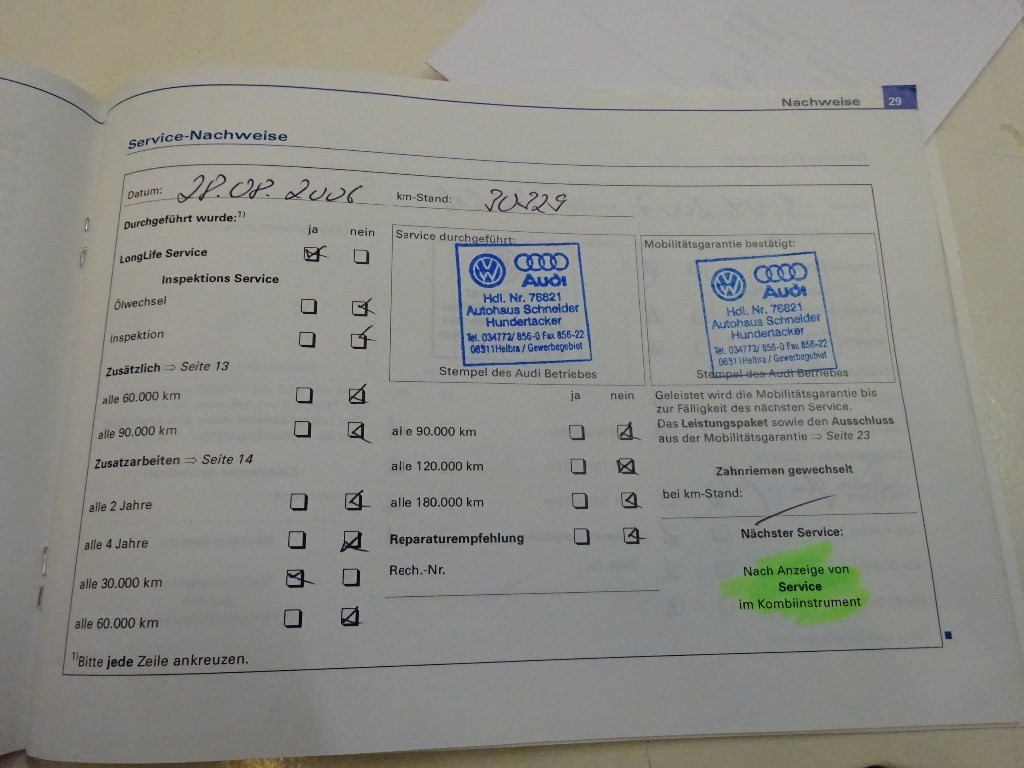 Nachweise 29
Service-Nachweise
Datum: 28.08.2006 km-Stand: 30329
Durchgeführt wurde:1)
ja nein
LongLife Service
Inspektions Service
Ölwechsel
Inspektion
Zusätzlich ⇒ Seite 13
alle 60.000 km
alle 90.000 km
Zusatzarbeiten ⇒ Seite 14
alle 2 Jahre
alle 4 Jahre
alle 30.000 km
alle 60.000 km
Service durchgeführt:
Audi
Hdl. Nr. 76821
Autohaus Schneider
Hundertacker
Tel. 034772/ 856-0 Fax 856-22
06311 Helbra / Gewerbegebiet
Stempel des Audi Betriebes
ja nein
alle 90.000 km
alle 120.000 km
alle 180.000 km
Reparaturempfehlung
Rech.-Nr.
Mobilitätsgarantie bestätigt:
Audi
Hdl. Nr. 76821
Autohaus Schneider
Hundertacker
Tel. 034772/ 856-0 Fax 856-22
06311 Helbra / Gewerbegebiet
Stempel des Audi Betriebes
Geleistet wird die Mobilitätsgarantie bis
zur Fälligkeit des nächsten Service.
Das Leistungspaket sowie den Ausschluss
aus der Mobilitätsgarantie ⇒ Seite 23
Zahnriemen gewechselt
bei km-Stand:
Nächster Service:
Nach Anzeige von
Service
im Kombiinstrument
1)Bitte jede Zeile ankreuzen.